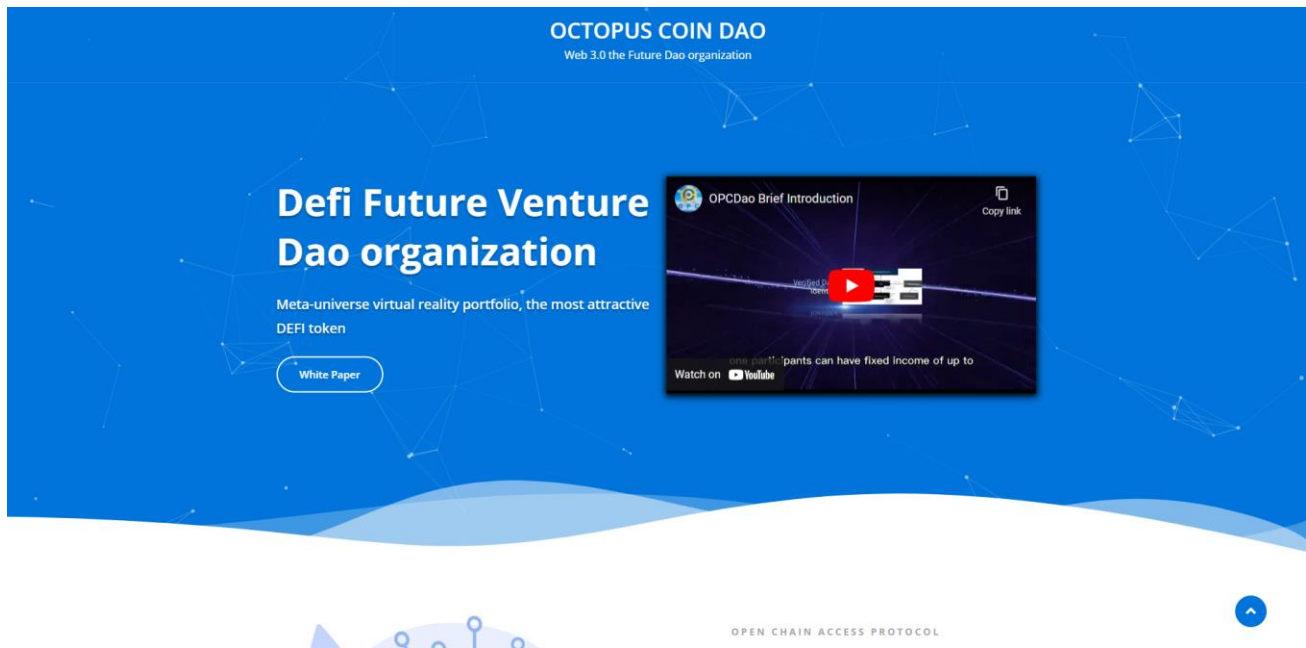 OCTOPUS COIN DAO
Web 3.0 the Future Dao organization
Defi Future Venture
Dao organization
Meta-universe virtual reality portfolio, the most attractive
DEFI token
White Paper
OPCDao Brief Introduction
Copy link
one participants can have fixed income of up to
Watch on YouTube
OPEN CHAIN ACCESS PROTOCOL